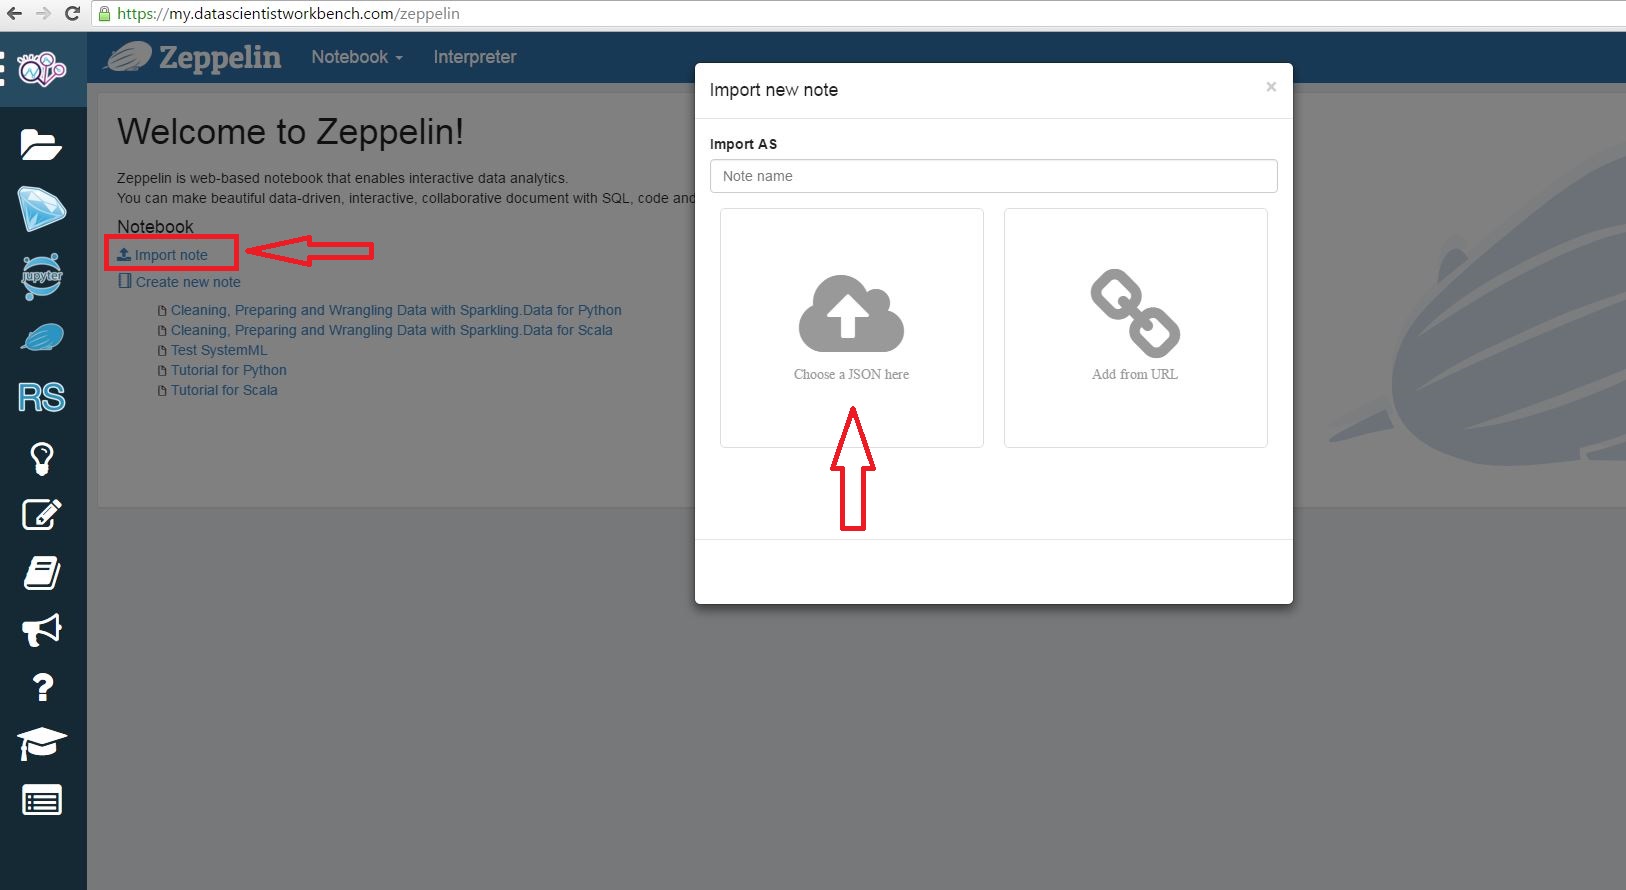 https://my.datascientistworkbench.com/zeppelin
Zeppelin
Notebook
Interpreter
Welcome to Zeppelin!
Zeppelin is web-based notebook that enables interactive data analytics.
You can make beautiful data-driven, interactive, collaborative document with SQL, code and
Notebook
Import note
Create new note
Cleaning, Preparing and Wrangling Data with Sparkling.Data for Python
Cleaning, Preparing and Wrangling Data with Sparkling.Data for Scala
Test SystemML
Tutorial for Python
Tutorial for Scala
jupyter
RS
?
Import new note
×
Import AS
Note name
Choose a JSON here
Add from URL